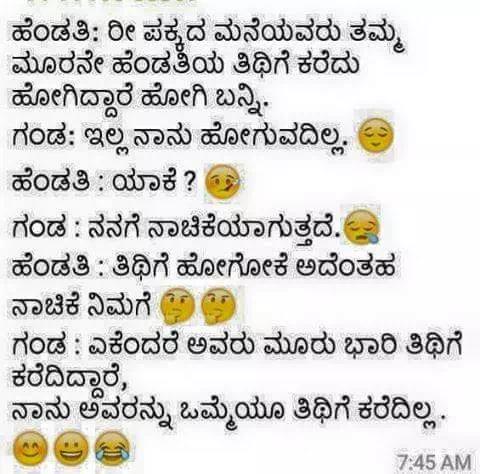 ಹೆಂಡತಿ: ರೀ ಪಕ್ಕದ ಮನೆಯವರು ತಮ್ಮ
ಮೂರನೇ ಹೆಂಡತಿಯ ತಿಥಿಗೆ ಕರೆದು
ಹೋಗಿದ್ದಾರೆ ಹೋಗಿ ಬನ್ನಿ.
ಗಂಡ: ಇಲ್ಲ ನಾನು ಹೋಗುವದಿಲ್ಲ. 😌
ಹೆಂಡತಿ : ಯಾಕೆ ? 🤒
ಗಂಡ : ನನಗೆ ನಾಚಿಕೆಯಾಗುತ್ತದೆ. 😪
ಹೆಂಡತಿ : ತಿಥಿಗೆ ಹೋಗೋಕೆ ಅದೆಂತಹ
ನಾಚಿಕೆ ನಿಮಗೆ 🤔 🤔
ಗಂಡ : ಎಕೆಂದರೆ ಅವರು ಮೂರು ಭಾರಿ ತಿಥಿಗೆ
ಕರೆದಿದ್ದಾರೆ,
ನಾನು ಅವರನ್ನು ಒಮ್ಮೆಯೂ ತಿಥಿಗೆ ಕರೆದಿಲ್ಲ .
😊 😀 😂
7:45 AM